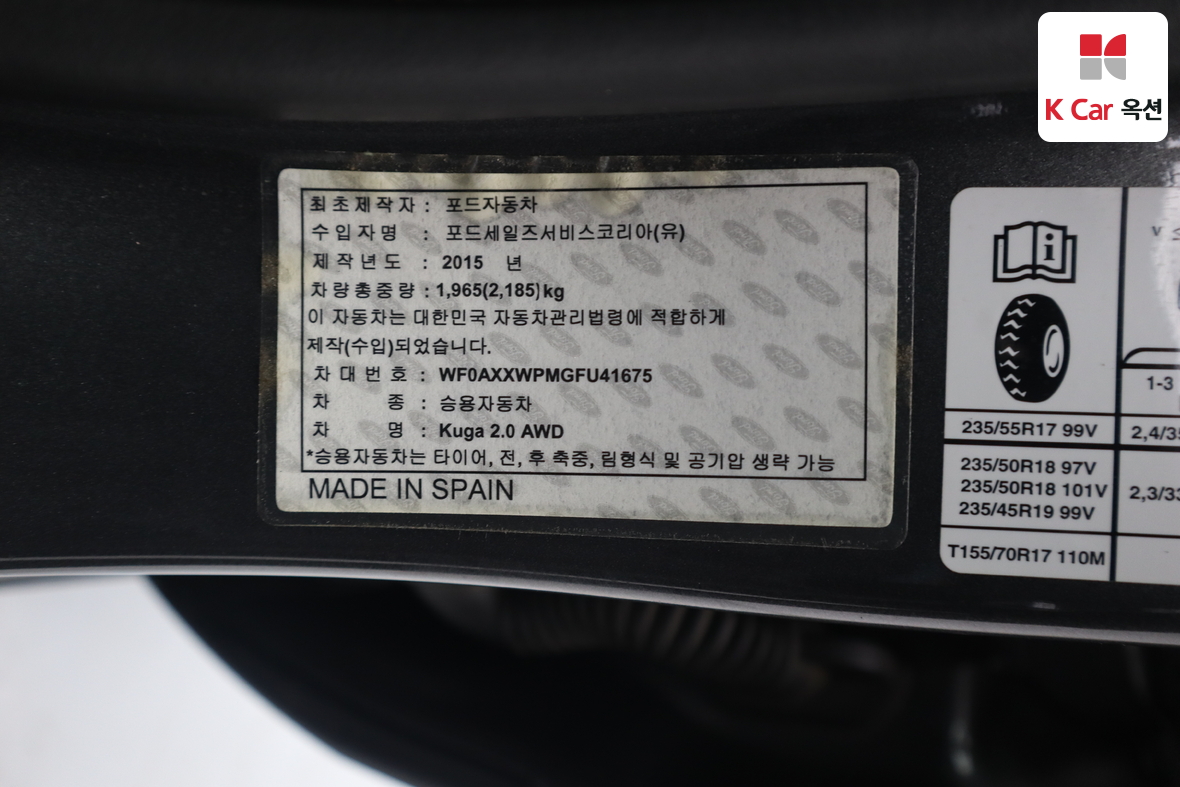 K Car 옥션
최초제작자 : 포드자동차
수입자명 : 포드세일즈서비스코리아(유)
제작년도 : 2015 년
차량총중량 : 1,965(2,185)kg
이 자동차는 대한민국 자동차관리법령에 적합하게
제작(수입)되었습니다.
차대번호 : WF0AXXWPMGFU41675
차 종 : 승용자동차
차 명 : Kuga 2.0 AWD
*승용자동차는 타이어, 전, 후 축중, 림형식 및 공기압 생략 가능
MADE IN SPAIN
1-3
235/55R17 99V
235/50R18 97V
235/50R18 101V
235/45R19 99V
T155/70R17 110M